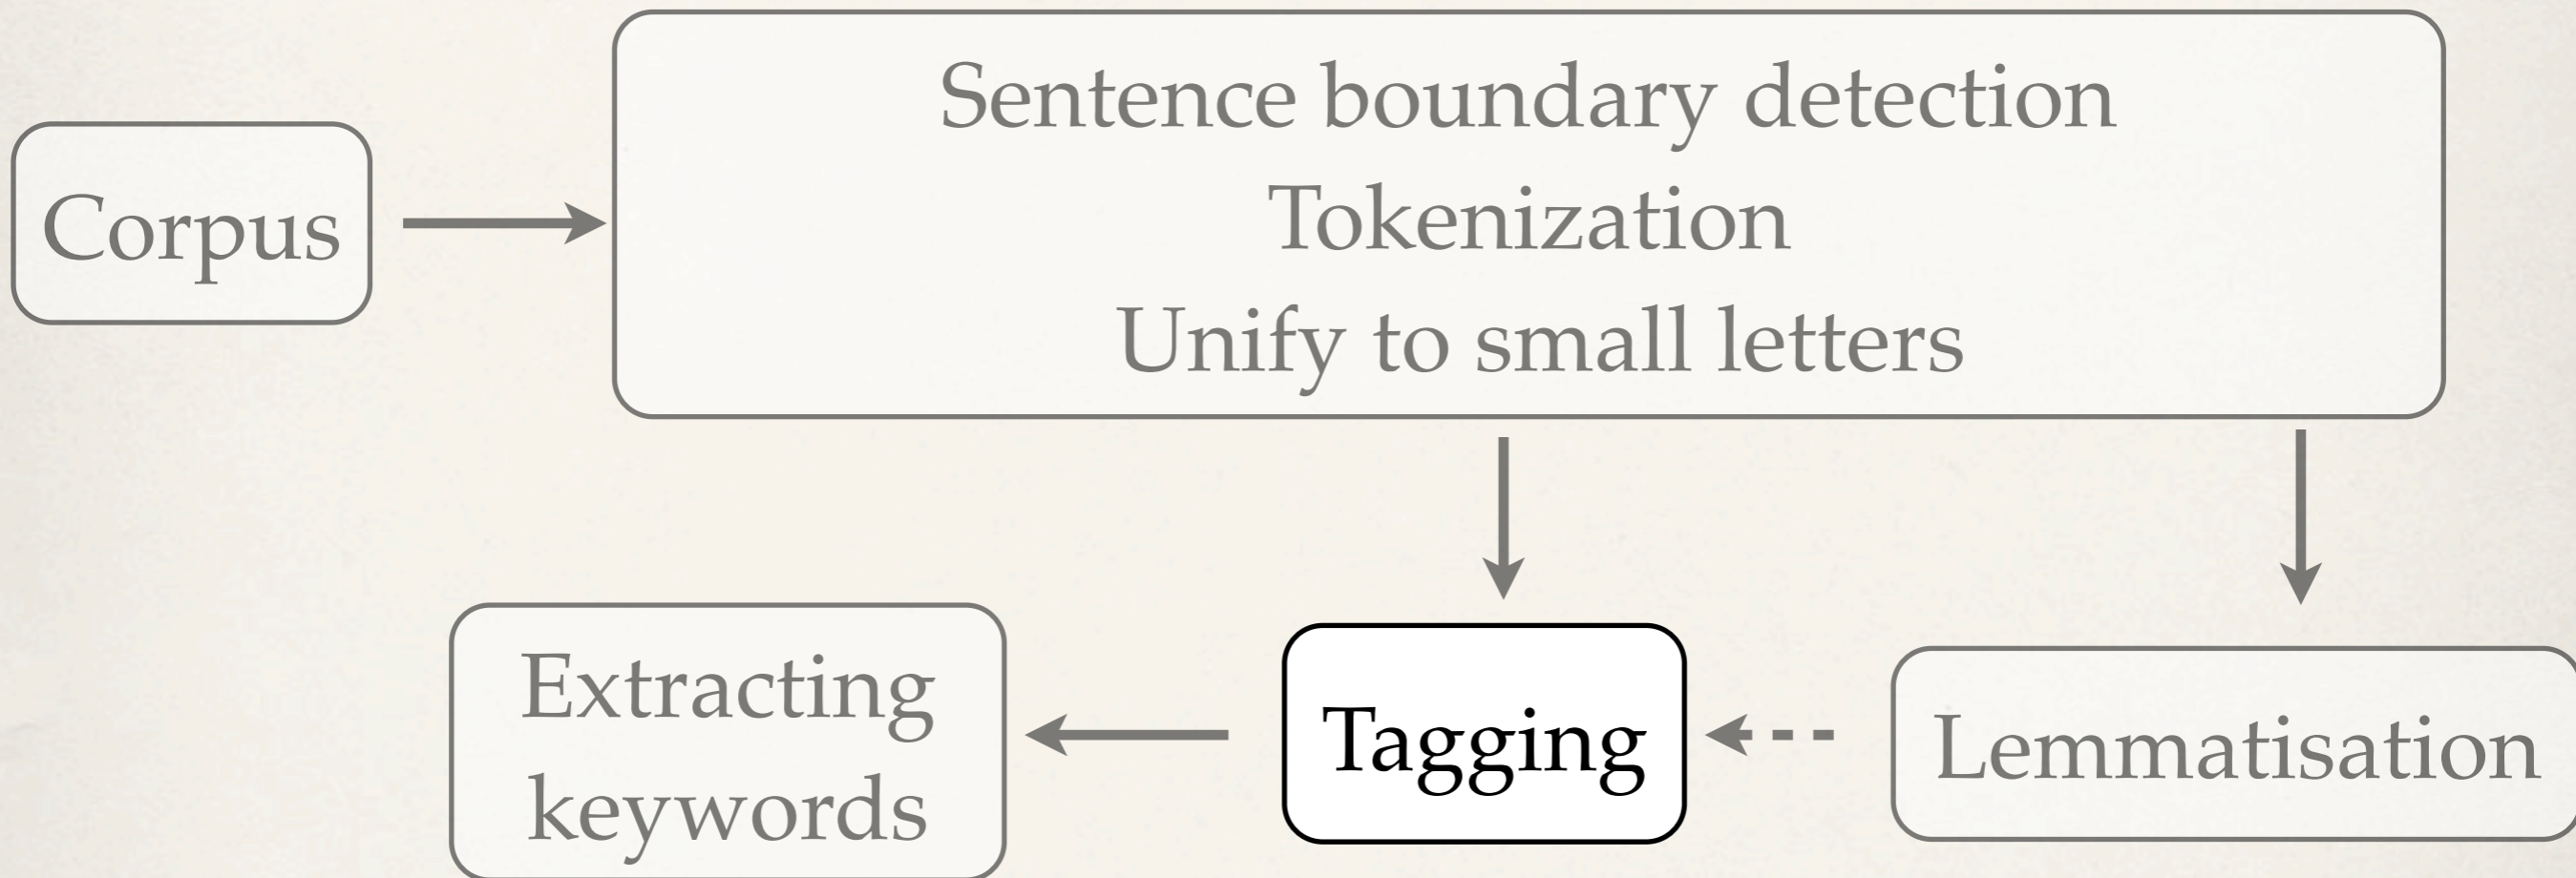 Corpus
Sentence boundary detection
Tokenization
Unify to small letters
Extracting
keywords
Tagging
Lemmatisation